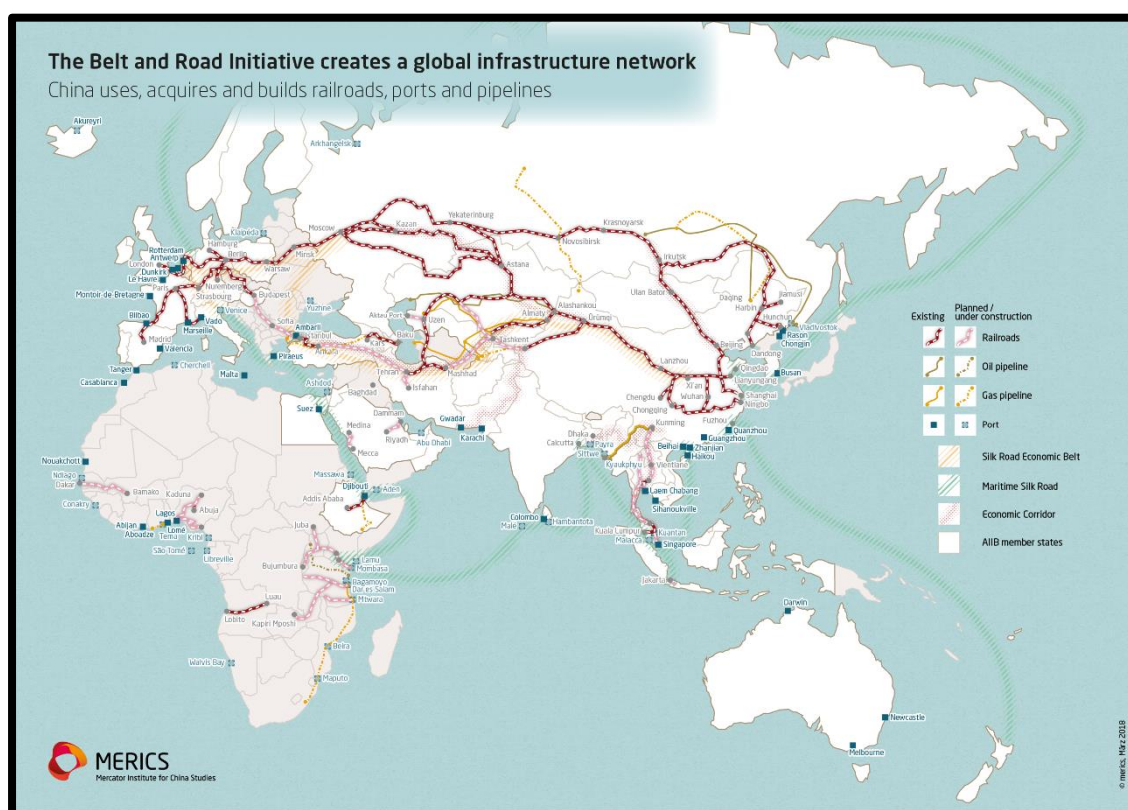 The Belt and Road Initiative creates a global infrastructure network
China uses, acquires and builds railroads, ports and pipelines
Akureyri
Arkhangelsk
Klaipėda
Moscow
Kazan
Yekaterinburg
Krasnoyarsk
Novosibirsk
Rotterdam
Antwerp
Hamburg
Berlin
London
Dunkirk
Le Havre
Paris
Minsk
Warsaw
Astana
Irkutsk
Ulan Bator
Montoir-de-Bretagne
Nuremberg
Strasbourg
Budapest
Venice
Yuzhne
Aktau Port
Uzen
Almaty
Alashankou
Ürümqi
Daqing
Harbin
Jiamusi
Hunchun
Vladivostok
Rason
Chongjin
Bilbao
Madrid
Vado
Marseille
Valencia
Sofia
Ambarli
Istanbul
Ankara
Kars
Baku
Tashkent
Beijing
Dandong
Tanger
Casablanca
Cherchell
Malta
Piraeus
Tehran
Mashhad
Isfahan
Lanzhou
Xi'an
Qingdao
Lianyungang
Busan
Ashdod
Baghdad
Suez
Chengdu
Wuhan
Chongqing
Shanghai
Ningbo
Dammam
Medina
Riyadh
Mecca
Abu Dhabi
Gwadar
Karachi
Kunming
Fuzhou
Quanzhou
Guangzhou
Zhanjian
Beihai
Haikou
Dhaka
Calcutta
Payra
Sittwe
Kyaukphyu
Vientiane
Nouakchott
Ndiago
Dakar
Bamako
Conakry
Kaduna
Abuja
Massawa
Djibouti
Aden
Addis Ababa
Laem Chabang
Sihanoukville
Lagos
Abijan
Aboadze
Lomé
Tema
Kribi
São Tomé
Libreville
Juba
Colombo
Hambantota
Malé
Kuala Lumpur
Kuantan
Malacca
Singapore
Jakarta
Bujumbura
Lamu
Mombasa
Bagamoyo
Dar es Salam
Mtwara
Luau
Lobito
Kapiri Mposhi
Walvis Bay
Beira
Maputo
Darwin
Newcastle
Melbourne
Existing
Planned /
under construction
Railroads
Oil pipeline
Gas pipeline
Port
Silk Road Economic Belt
Maritime Silk Road
Economic Corridor
AIIB member states
MERICS
Mercator Institute for China Studies
© merics, März 2018